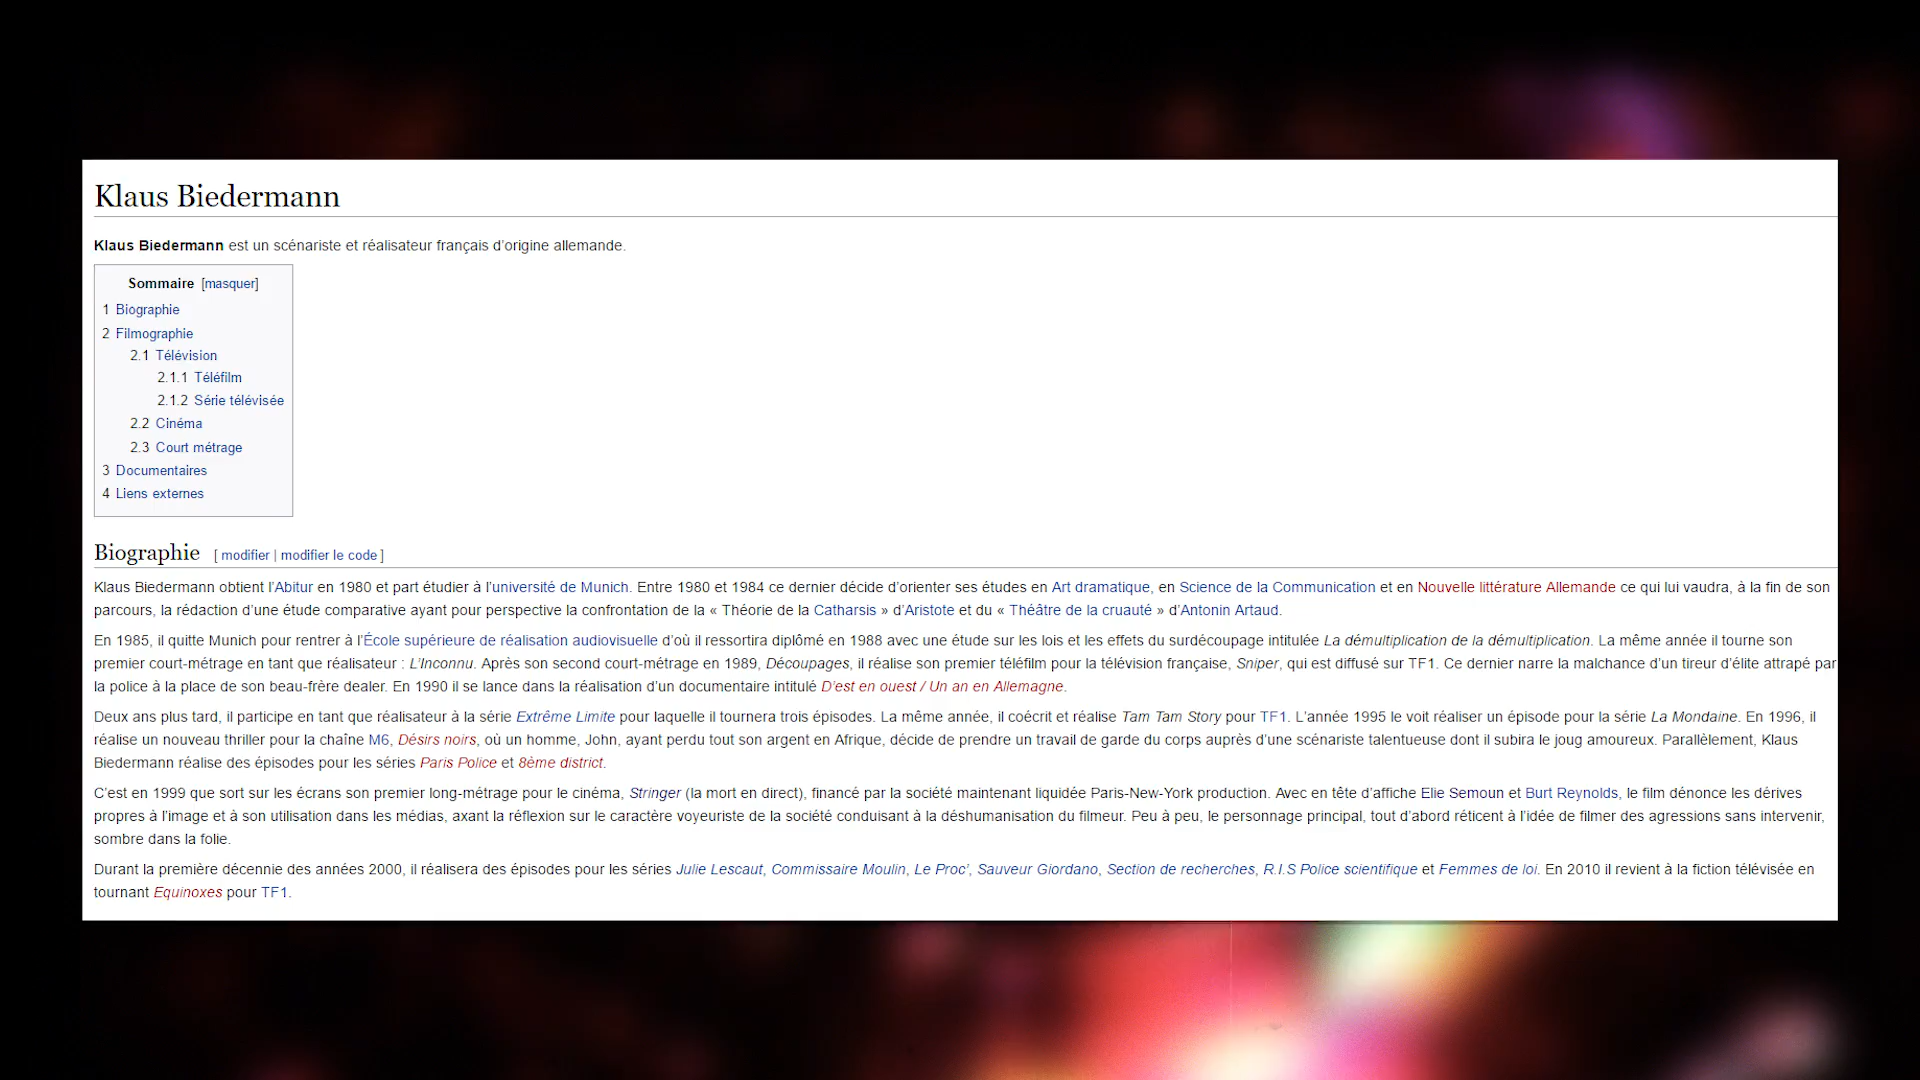 Klaus Biedermann
Klaus Biedermann est un scénariste et réalisateur français d'origine allemande.
Sommaire [masquer]
1 Biographie
2 Filmographie
2.1 Télévision
2.1.1 Téléfilm
2.1.2 Série télévisée
2.2 Cinéma
2.3 Court métrage
3 Documentaires
4 Liens externes
Biographie [ modifier | modifier le code ]
Klaus Biedermann obtient l'Abitur en 1980 et part étudier à l'université de Munich. Entre 1980 et 1984 ce dernier décide d'orienter ses études en Art dramatique, en Science de la Communication et en Nouvelle littérature Allemande ce qui lui vaudra, à la fin de son
parcours, la rédaction d'une étude comparative ayant pour perspective la confrontation de la « Théorie de la Catharsis » d'Aristote et du « Théâtre de la cruauté » d'Antonin Artaud.
En 1985, il quitte Munich pour rentrer à l'École supérieure de réalisation audiovisuelle d'où il ressortira diplômé en 1988 avec une étude sur les lois et les effets du surdécoupage intitulée La démultiplication de la démultiplication. La même année il tourne son
premier court-métrage en tant que réalisateur : L'Inconnu. Après son second court-métrage en 1989, Découpages, il réalise son premier téléfilm pour la télévision française, Sniper, qui est diffusé sur TF1. Ce dernier narre la malchance d'un tireur d'élite attrapé par
la police à la place de son beau-frère dealer. En 1990 il se lance dans la réalisation d'un documentaire intitulé D'est en ouest / Un an en Allemagne.
Deux ans plus tard, il participe en tant que réalisateur à la série Extrême Limite pour laquelle il tournera trois épisodes. La même année, il coécrit et réalise Tam Tam Story pour TF1. L'année 1995 le voit réaliser un épisode pour la série La Mondaine. En 1996, il
réalise un nouveau thriller pour la chaîne M6, Désirs noirs, où un homme, John, ayant perdu tout son argent en Afrique, décide de prendre un travail de garde du corps auprès d'une scénariste talentueuse dont il subira le joug amoureux. Parallèlement, Klaus
Biedermann réalise des épisodes pour les séries Paris Police et 8ème district.
C'est en 1999 que sort sur les écrans son premier long-métrage pour le cinéma, Stringer (la mort en direct), financé par la société maintenant liquidée Paris-New-York production. Avec en tête d'affiche Elie Semoun et Burt Reynolds, le film dénonce les dérives
propres à l'image et à son utilisation dans les médias, axant la réflexion sur le caractère voyeuriste de la société conduisant à la déshumanisation du filmeur. Peu à peu, le personnage principal, tout d'abord réticent à l'idée de filmer des agressions sans intervenir,
sombre dans la folie.
Durant la première décennie des années 2000, il réalisera des épisodes pour les séries Julie Lescaut, Commissaire Moulin, Le Proc', Sauveur Giordano, Section de recherches, R.I.S Police scientifique et Femmes de loi. En 2010 il revient à la fiction télévisée en
tournant Equinoxes pour TF1.